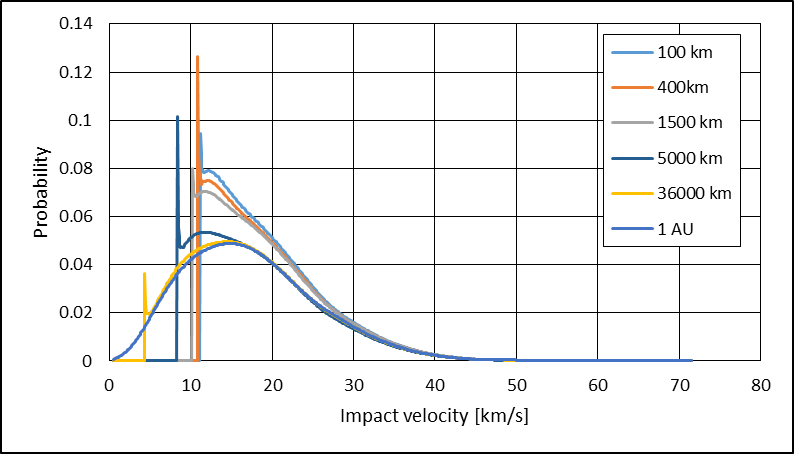 0.14
0.12
0.1
0.08
0.06
0.04
0.02
0
Probability
0 10 20 30 40 50 60 70 80
Impact velocity [km/s]
100 km
400km
1500 km
5000 km
36000 km
1 AU